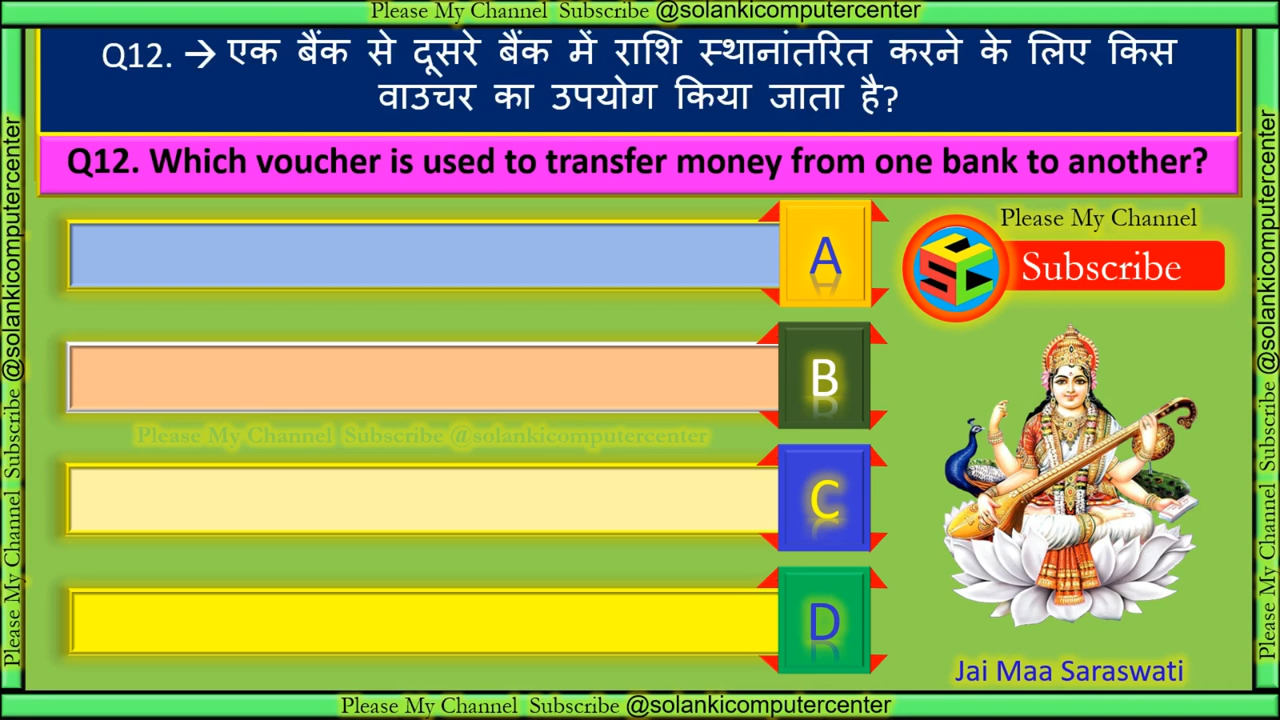 Please My Channel Subscribe @solankicomputercenter
Q12. → एक बैंक से दूसरे बैंक में राशि स्थानांतरित करने के लिए किस
वाउचर का उपयोग किया जाता है?
Q12. Which voucher is used to transfer money from one bank to another?
A
Please My Channel
CSC
Subscribe
B
Please My Channel Subscribe @solankicomputercenter
C
D
Jai Maa Saraswati
Please My Channel Subscribe @solankicomputercenter
Please My Channel Subscribe @solankicomputercenter
Please My Channel Subscribe @solankicomputercenter